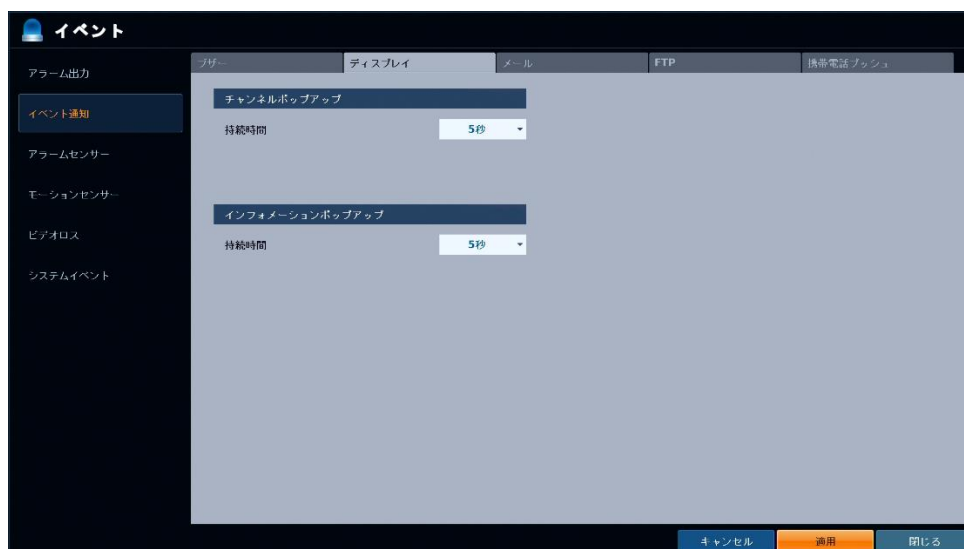 イベント
アラーム出力
イベント通知
アラームセンサー
モーションセンサー
ビデオロス
システムイベント
ブザー ディスプレイ メール FTP 携帯電話プッシュ
チャンネルポップアップ
持続時間 5秒
インフォメーションポップアップ
持続時間 5秒
キャンセル 適用 閉じる